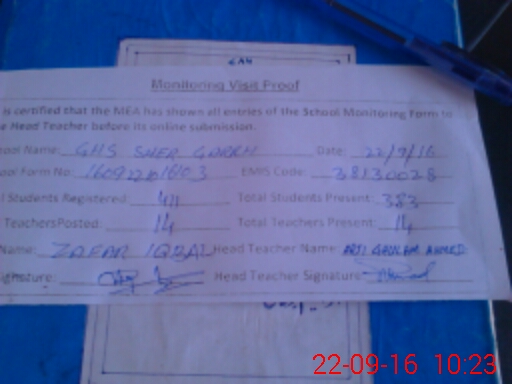 Monitoring Visit Proof
is certified that the MEA has shown all entries of the School Monitoring Form to
e Head Teacher before its online submission.
ool Name: GHS SHER GARH Date: 22/9/16
ool Form No: EMIS Code: 38130028
l Students Registered: 411 Total Students Present: 383
TeachersPosted: 14 Total Teachers Present: 14
Name: ZAFAR IQBAL Head Teacher Name: AHMED
ignature: Head Teacher Signature:
22-09-16 10:23